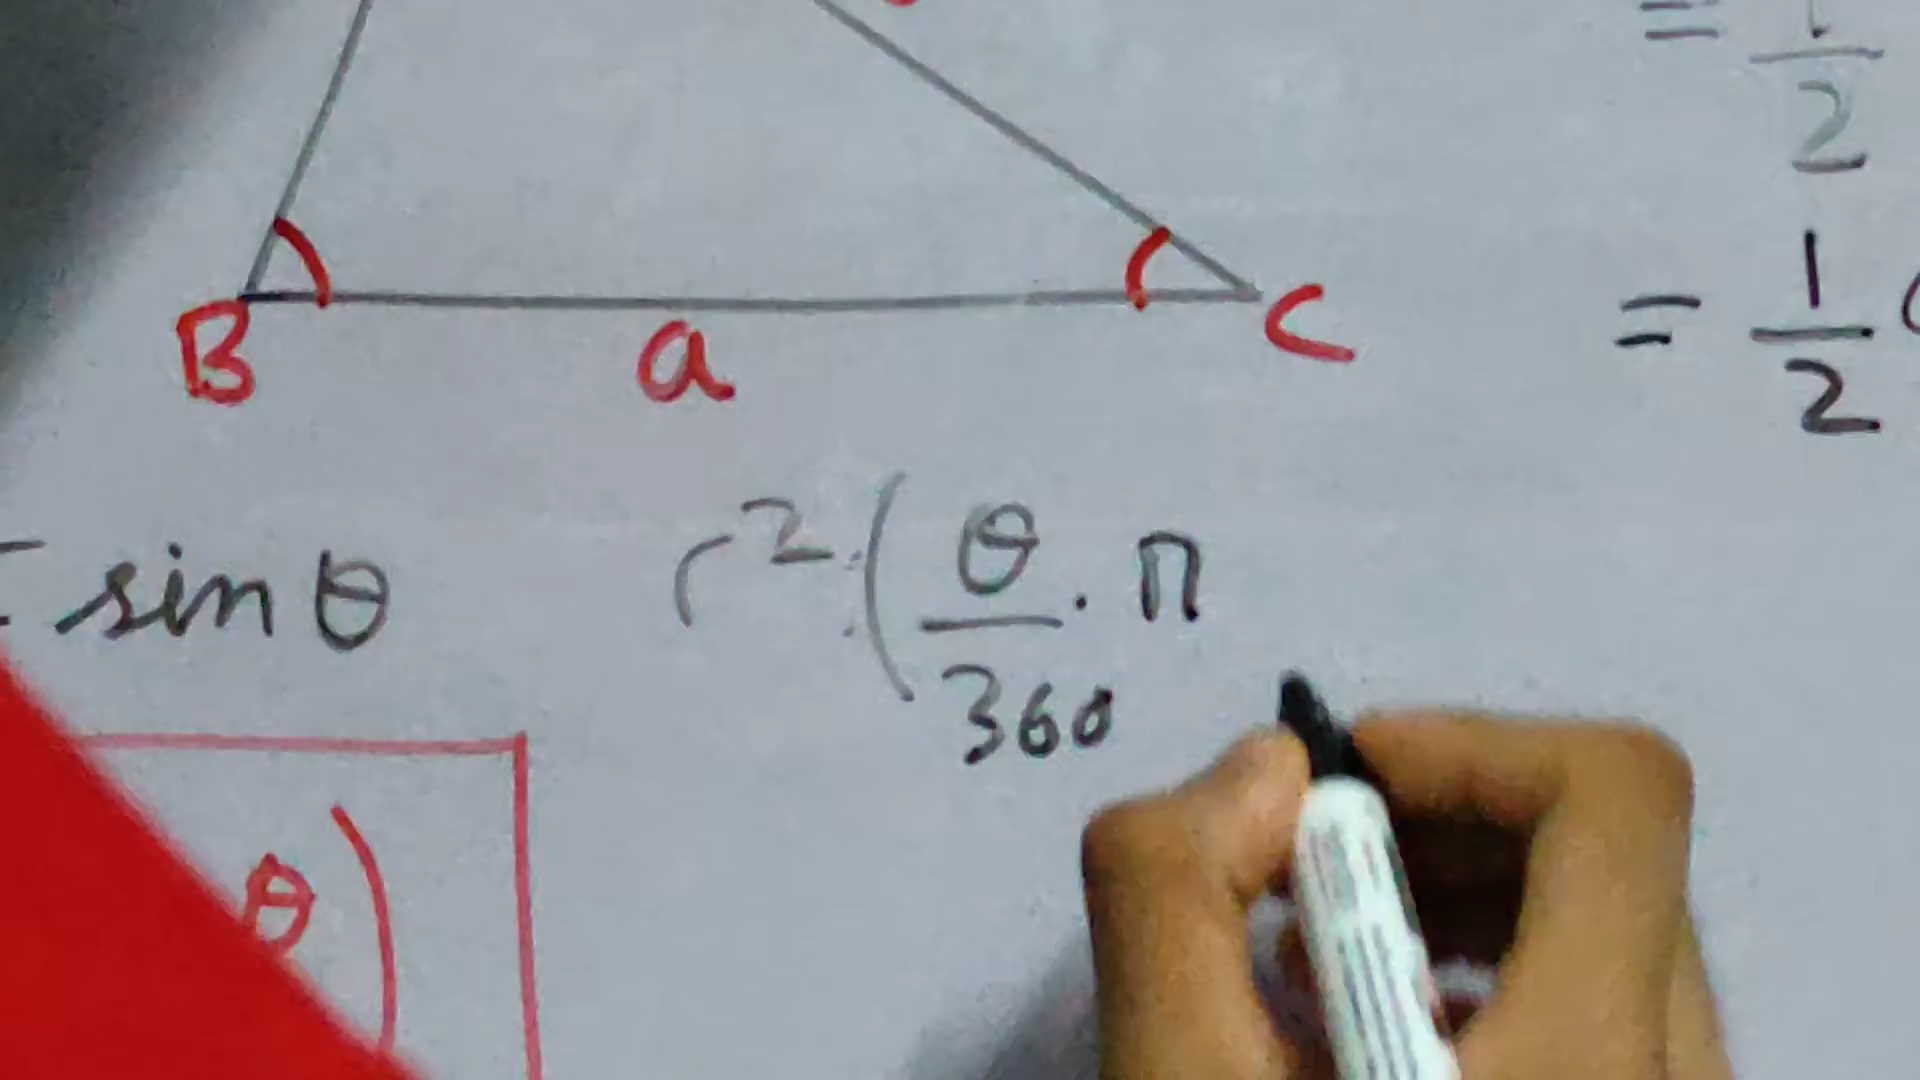 = 1/2
B a C
= 1/2
sin θ
r²·(θ/360 · π
θ)